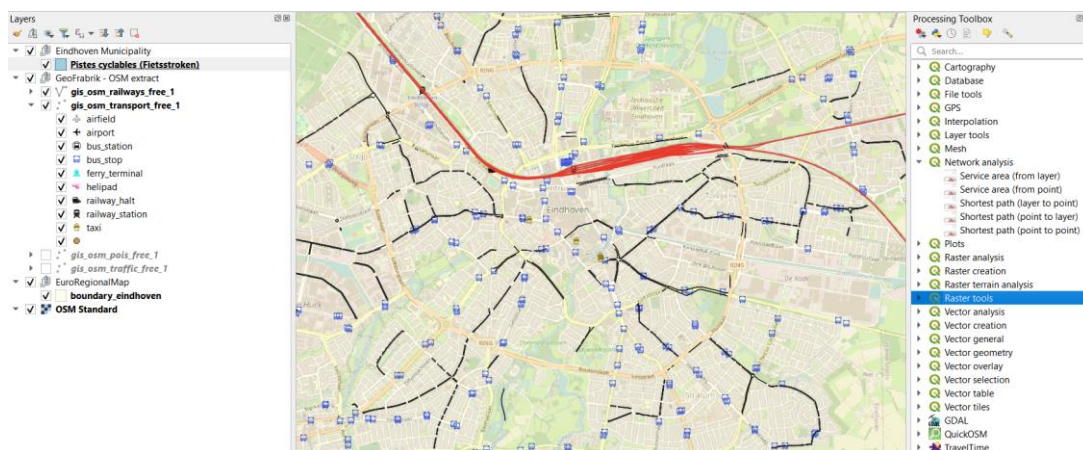 Layers
Eindhoven Municipality
Pistes cyclables (Fietsstroken)
GeoFrabrik - OSM extract
gis_osm_railways_free_1
gis_osm_transport_free_1
airfield
airport
bus_station
bus_stop
ferry_terminal
helipad
railway_halt
railway_station
taxi
gis_osm_pois_free_1
gis_osm_traffic_free_1
EuroRegionalMap
boundary_eindhoven
OSM Standard
RING
RING
Eindhoven
RING
Processing Toolbox
Search...
Cartography
Database
File tools
GPS
Interpolation
Layer tools
Mesh
Network analysis
Service area (from layer)
Service area (from point)
Shortest path (layer to point)
Shortest path (point to layer)
Shortest path (point to point)
Plots
Raster analysis
Raster creation
Raster terrain analysis
Raster tools
Vector analysis
Vector creation
Vector general
Vector geometry
Vector overlay
Vector selection
Vector table
Vector tiles
GDAL
QuickOSM
TravelTime